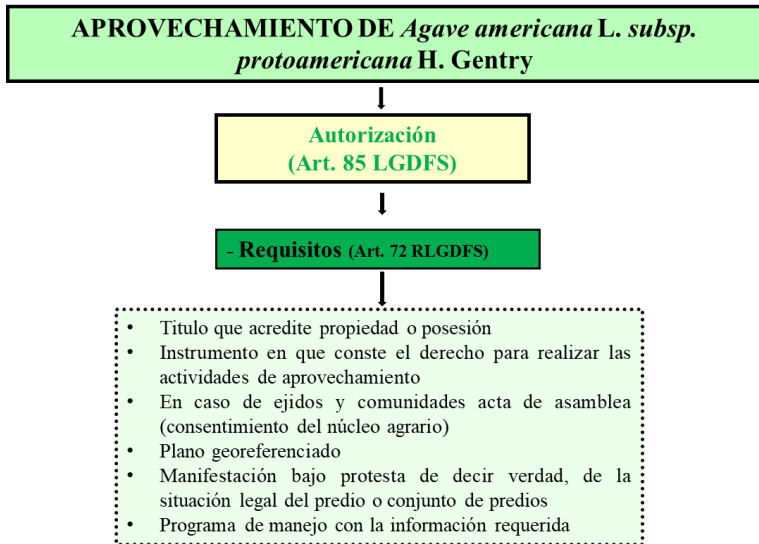 APROVECHAMIENTO DE Agave americana L. subsp.
protoamericana H. Gentry
Autorización
(Art. 85 LGDFS)
- Requisitos (Art. 72 RLGDFS)
• Titulo que acredite propiedad o posesión
• Instrumento en que conste el derecho para realizar las
actividades de aprovechamiento
• En caso de ejidos y comunidades acta de asamblea
(consentimiento del núcleo agrario)
• Plano georeferenciado
• Manifestación bajo protesta de decir verdad, de la
situación legal del predio o conjunto de predios
• Programa de manejo con la información requerida